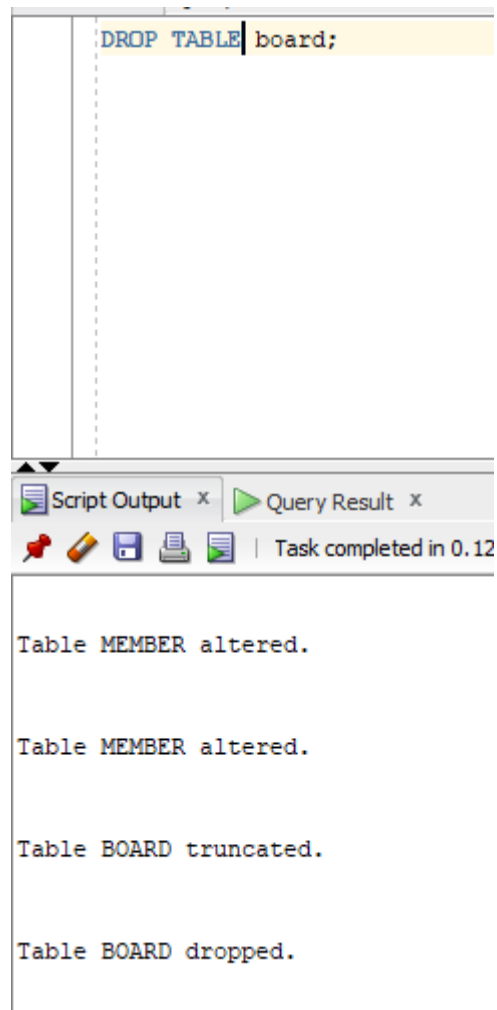 DROP TABLE board;
Script Output x
Query Result x
Task completed in 0.12
Table MEMBER altered.
Table MEMBER altered.
Table BOARD truncated.
Table BOARD dropped.